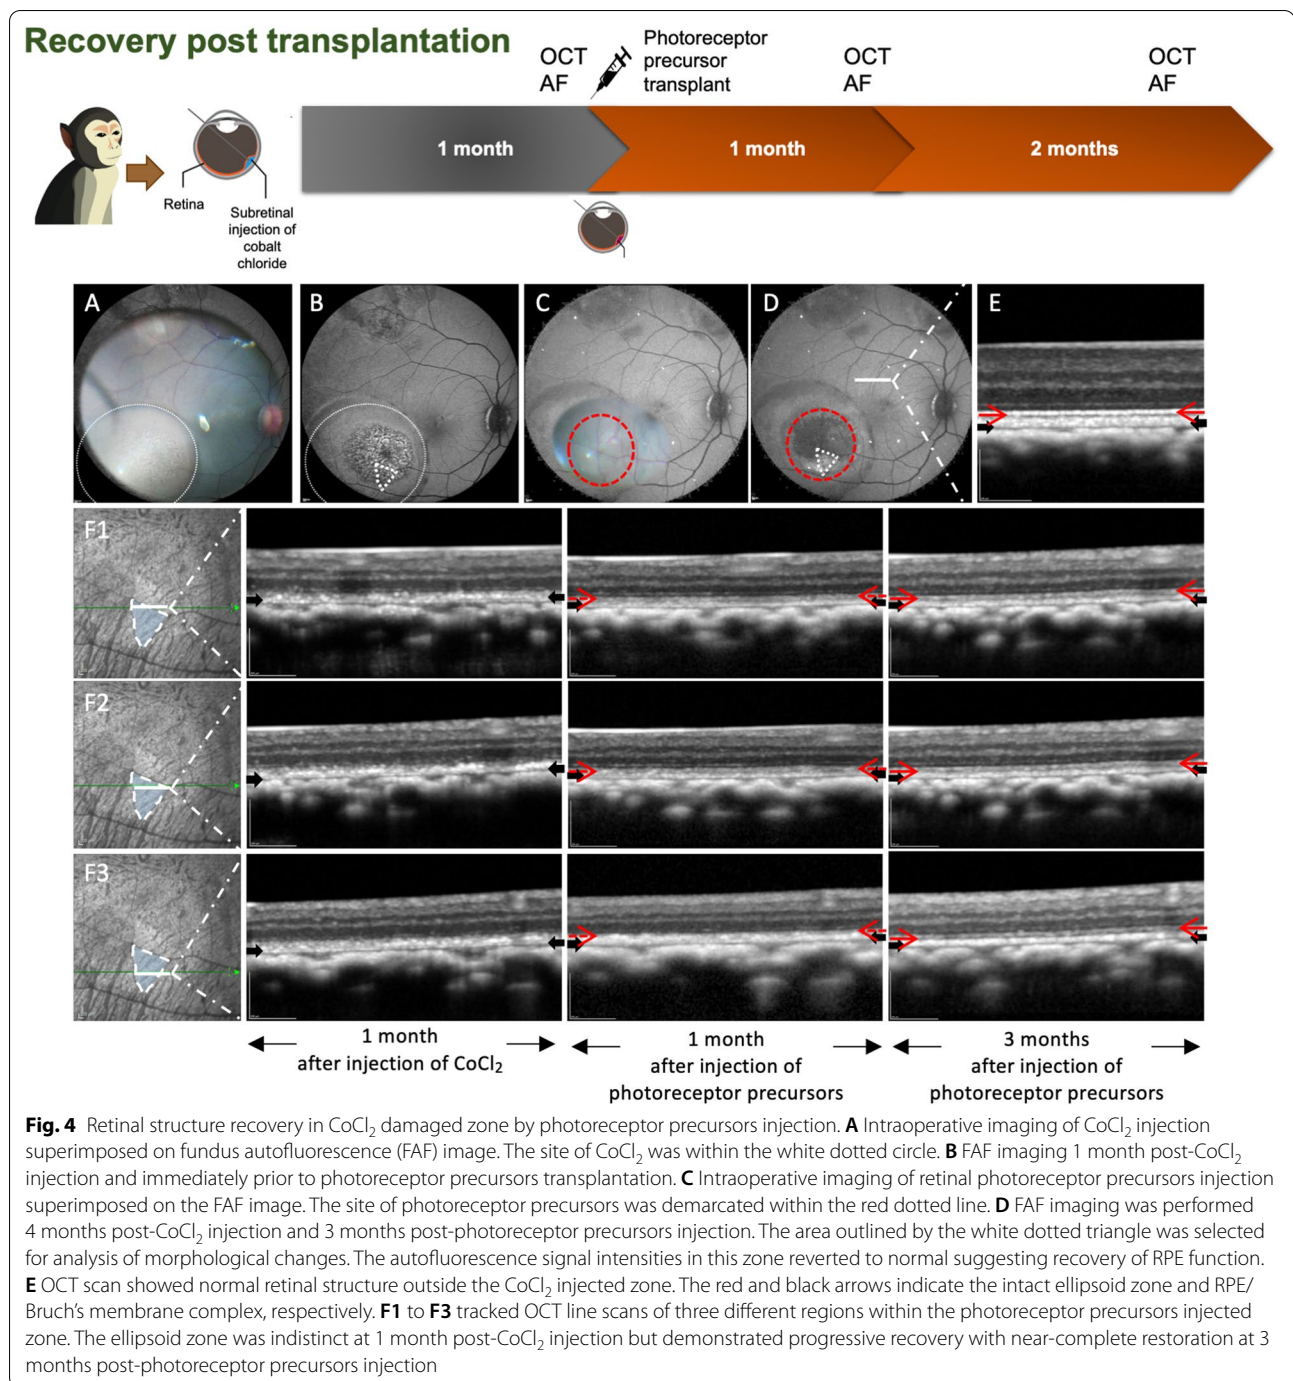 Recovery post transplantation
OCT
AF
Photoreceptor
precursor
transplant
OCT
AF
OCT
AF
1 month
1 month
2 months
Retina
Subretinal
injection of
cobalt
chloride
A
B
C
D
E
F1
F2
F3
1 month
after injection of CoCl₂
1 month
after injection of
photoreceptor precursors
3 months
after injection of
photoreceptor precursors
Fig. 4 Retinal structure recovery in CoCl₂ damaged zone by photoreceptor precursors injection. A Intraoperative imaging of CoCl₂ injection
superimposed on fundus autofluorescence (FAF) image. The site of CoCl₂ was within the white dotted circle. B FAF imaging 1 month post-CoCl₂
injection and immediately prior to photoreceptor precursors transplantation. C Intraoperative imaging of retinal photoreceptor precursors injection
superimposed on the FAF image. The site of photoreceptor precursors was demarcated within the red dotted line. D FAF imaging was performed
4 months post-CoCl₂ injection and 3 months post-photoreceptor precursors injection. The area outlined by the white dotted triangle was selected
for analysis of morphological changes. The autofluorescence signal intensities in this zone reverted to normal suggesting recovery of RPE function.
E OCT scan showed normal retinal structure outside the CoCl₂ injected zone. The red and black arrows indicate the intact ellipsoid zone and RPE/
Bruch's membrane complex, respectively. F1 to F3 tracked OCT line scans of three different regions within the photoreceptor precursors injected
zone. The ellipsoid zone was indistinct at 1 month post-CoCl₂ injection but demonstrated progressive recovery with near-complete restoration at 3
months post-photoreceptor precursors injection